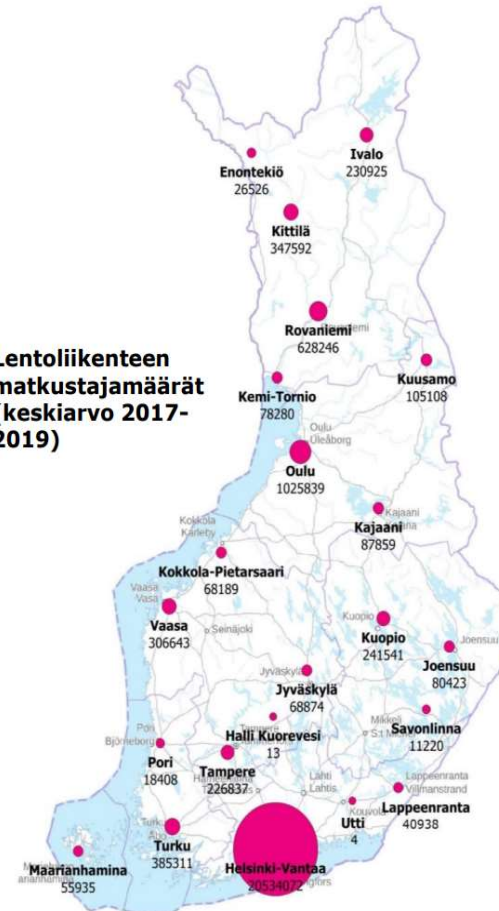 Lentoliikenteen
matkustajamäärät
(keskiarvo 2017-
2019)
Ivalo
230925
Enontekiö
26526
Kittilä
347592
Rovaniemi
628246
Kuusamo
105108
Kemi-Tornio
78280
Oulu
Uleåborg
Oulu
1025839
Kajaani
Kajaani
87859
Kokkola
Karleby
Kokkola-Pietarsaari
68189
Vaasa
Vasa
Vaasa
306643
Seinäjoki
Kuopio
Kuopio
241541
Joensuu
Joensuu
80423
Jyväskylä
Jyväskylä
68874
Savonlinna
11220
Mikkeli
Tampere
Halli Kuorevesi
13
Pori
Björneborg
Pori
18408
Tampere
226837
Lahti
Lahtis
Lappeenranta
Villmanstrand
Lappeenranta
40938
Kouvola
Utti
4
Turku
385311
Maarianhamina
55935
Helsinki-Vantaa
20534072